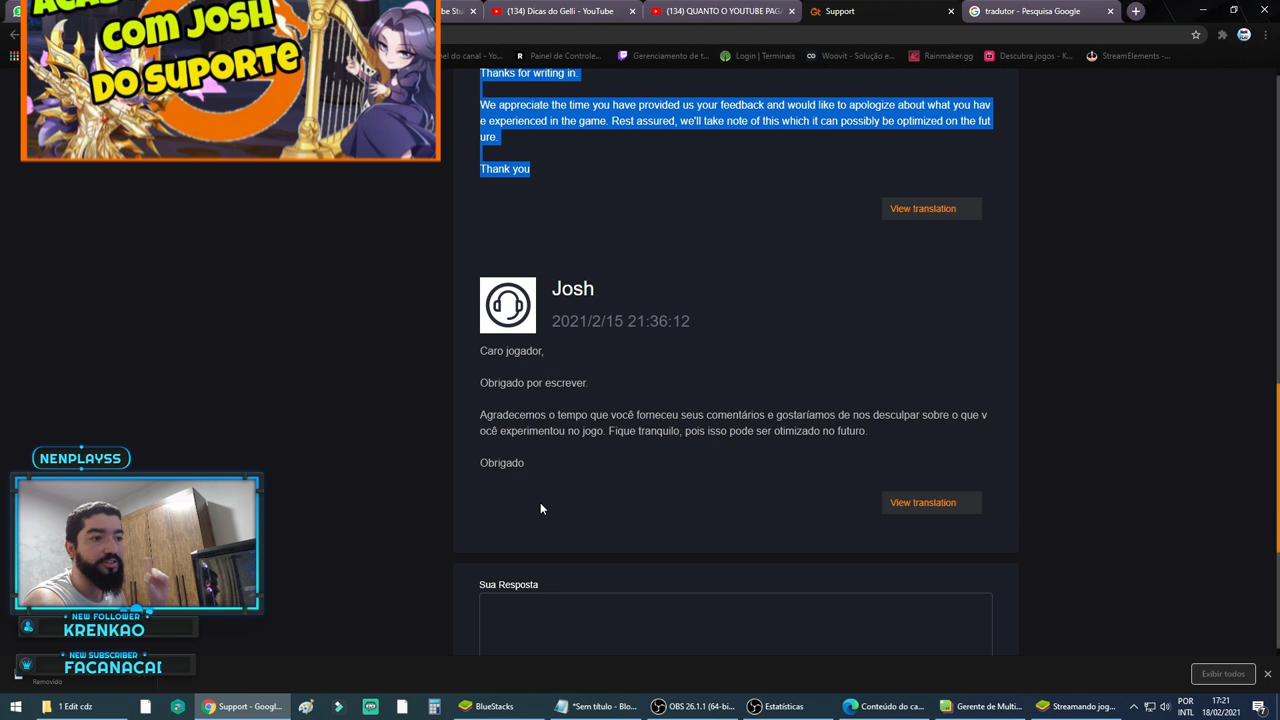 COM JOSH
DO SUPORTE
(134) Dicas do Gelli - YouTube
(134) QUANTO O YOUTUBE PAGA
Support
tradutor - Pesquisa Google
do canal - Yo...
Painel de Controle...
Gerenciamento de t...
Login | Terminais
Woovit - Solução e...
Rainmaker.gg
Descubra jogos - K...
StreamElements -...
Thanks for writing in.
We appreciate the time you have provided us your feedback and would like to apologize about what you hav
e experienced in the game. Rest assured, we'll take note of this which it can possibly be optimized on the fut
ure.
Thank you
View translation
Josh
2021/2/15 21:36:12
Caro jogador,
Obrigado por escrever.
Agradecemos o tempo que você forneceu seus comentários e gostaríamos de nos desculpar sobre o que v
ocê experimentou no jogo. Fique tranquilo, pois isso pode ser otimizado no futuro.
Obrigado
View translation
Sua Resposta
NENPLAYSS
NEW FOLLOWER
KRENKAO
NEW SUBSCRIBER
FACANACAI
Removido
Exibir todos
1 Edit cdz
Support - Googl...
BlueStacks
*Sem título - Blo...
OBS 26.1.1 (64-bi...
Estatísticas
Conteúdo do ca...
Gerente de Multi...
Streamando jog...
POR
INTL
17:21
18/02/2021